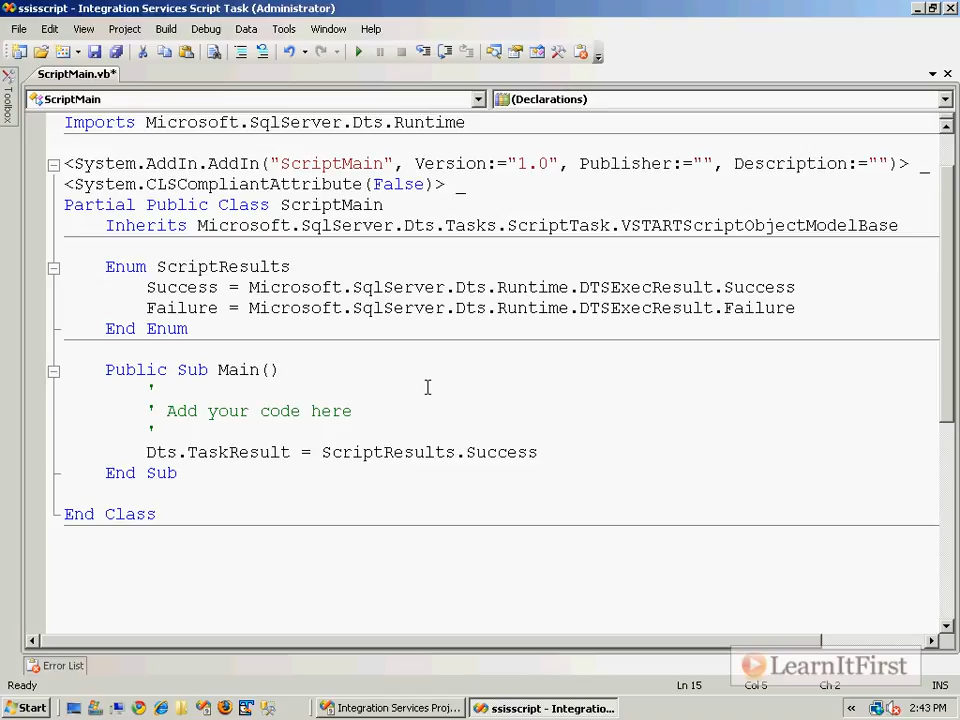 ssisscript - Integration Services Script Task (Administrator)
File Edit View Project Build Debug Data Tools Window Help
ScriptMain.vb*
Toolbox
ScriptMain (Declarations)
Imports Microsoft.SqlServer.Dts.Runtime
<System.AddIn.AddIn("ScriptMain", Version:="1.0", Publisher:="", Description:="")> _
<System.CLSCompliantAttribute(False)> _
Partial Public Class ScriptMain
Inherits Microsoft.SqlServer.Dts.Tasks.ScriptTask.VSTARTScriptObjectModelBase
Enum ScriptResults
Success = Microsoft.SqlServer.Dts.Runtime.DTSExecResult.Success
Failure = Microsoft.SqlServer.Dts.Runtime.DTSExecResult.Failure
End Enum
Public Sub Main()
'
' Add your code here
'
Dts.TaskResult = ScriptResults.Success
End Sub
End Class
Error List
LearnItFirst
Ready Ln 15 Col 5 Ch 2 INS
Start Integration Services Proj... ssisscript - Integratio... 2:43 PM